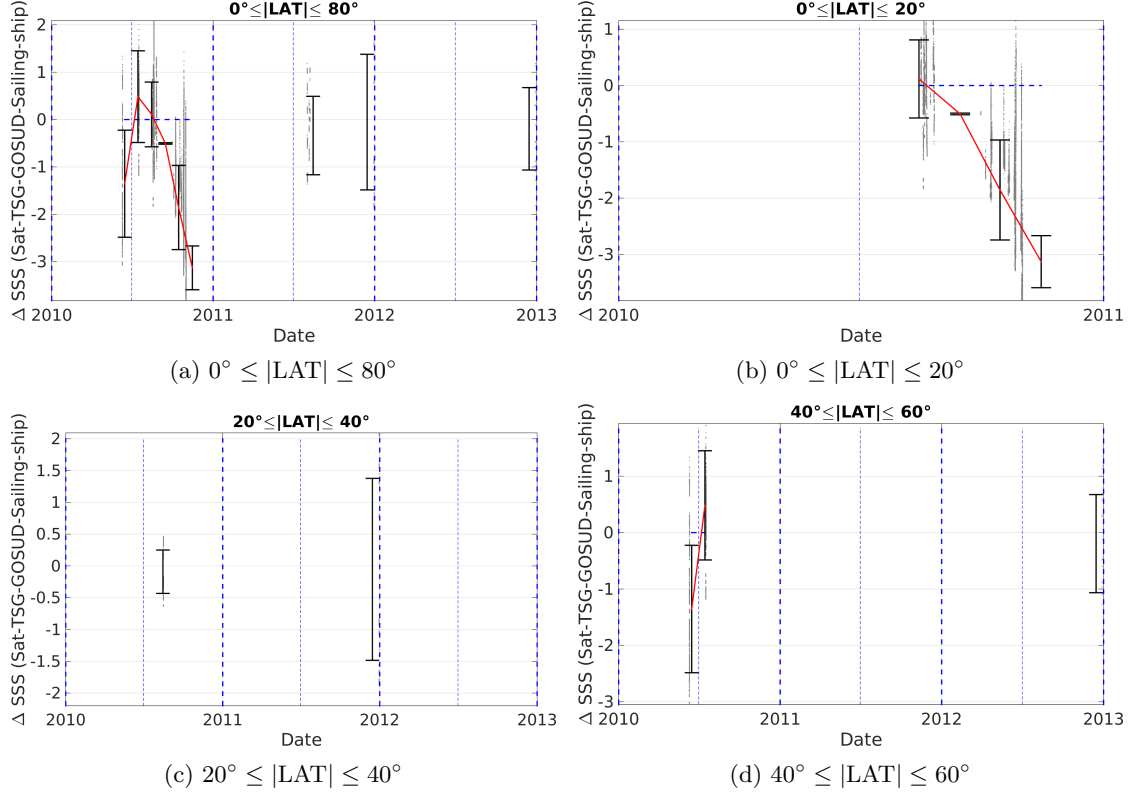 0°≤|LAT|≤ 80°
Δ SSS (Sat-TSG-GOSUD-Sailing-ship)
2
1
0
-1
-2
-3
2010
2011
2012
2013
Date
(a) 0° ≤ |LAT| ≤ 80°
0°≤|LAT|≤ 20°
Δ SSS (Sat-TSG-GOSUD-Sailing-ship)
1
0
-1
-2
-3
2010
2011
Date
(b) 0° ≤ |LAT| ≤ 20°
20°≤|LAT|≤ 40°
Δ SSS (Sat-TSG-GOSUD-Sailing-ship)
2
1.5
1
0.5
0
-0.5
-1
-1.5
-2
2010
2011
2012
2013
Date
(c) 20° ≤ |LAT| ≤ 40°
40°≤|LAT|≤ 60°
Δ SSS (Sat-TSG-GOSUD-Sailing-ship)
1
0
-1
-2
-3
2010
2011
2012
2013
Date
(d) 40° ≤ |LAT| ≤ 60°